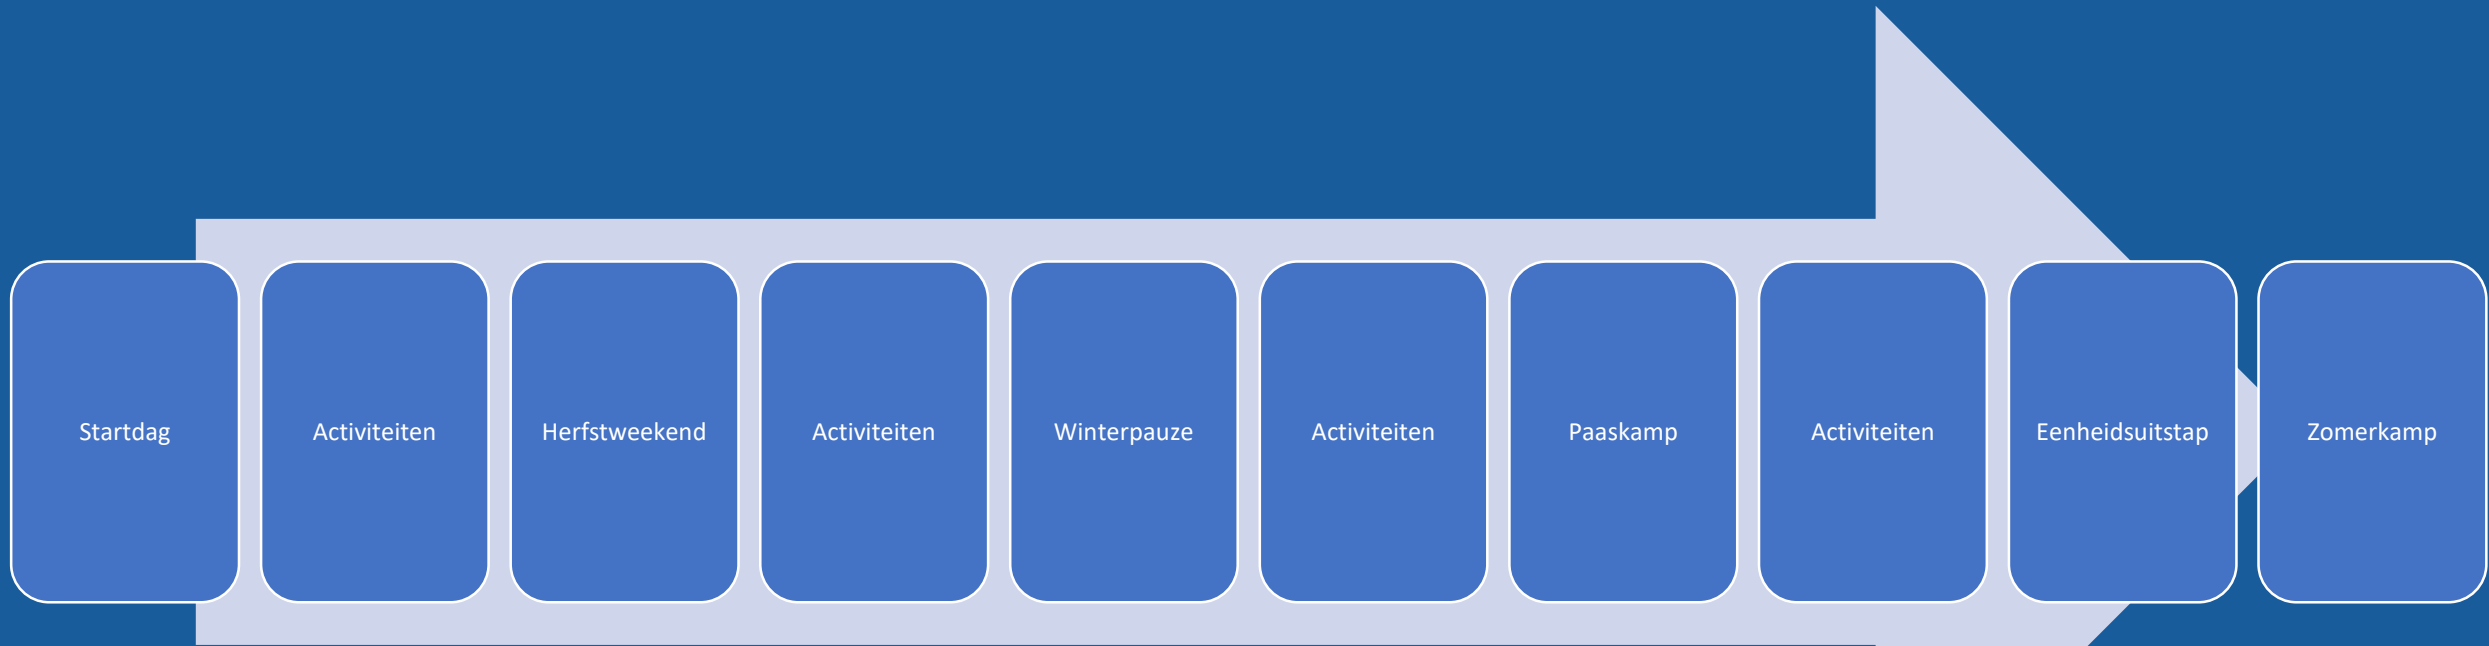 Startdag
Activiteiten
Herfstweekend
Activiteiten
Winterpauze
Activiteiten
Paaskamp
Activiteiten
Eenheidsuitstap
Zomerkamp